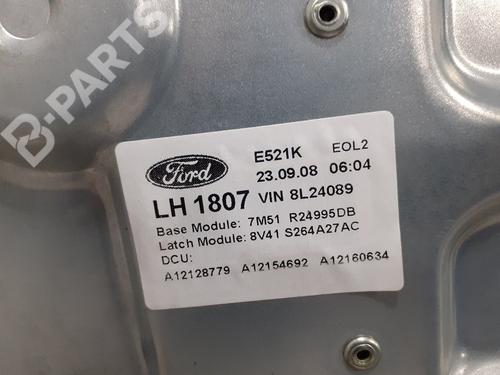 B-PARTS
Ford
E521K EOL2
23.09.08 06:04
LH 1807 VIN 8L24089
Base Module: 7M51 R24995DB
Latch Module: 8V41 S264A27AC
DCU:
A12128779 A12154692 A12160634